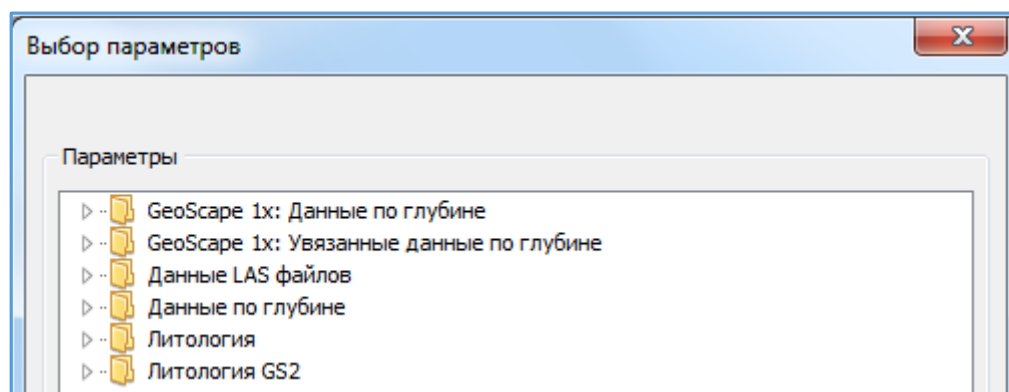 Выбор параметров
Параметры
GeoScape 1x: Данные по глубине
GeoScape 1x: Увязанные данные по глубине
Данные LAS файлов
Данные по глубине
Литология
Литология GS2